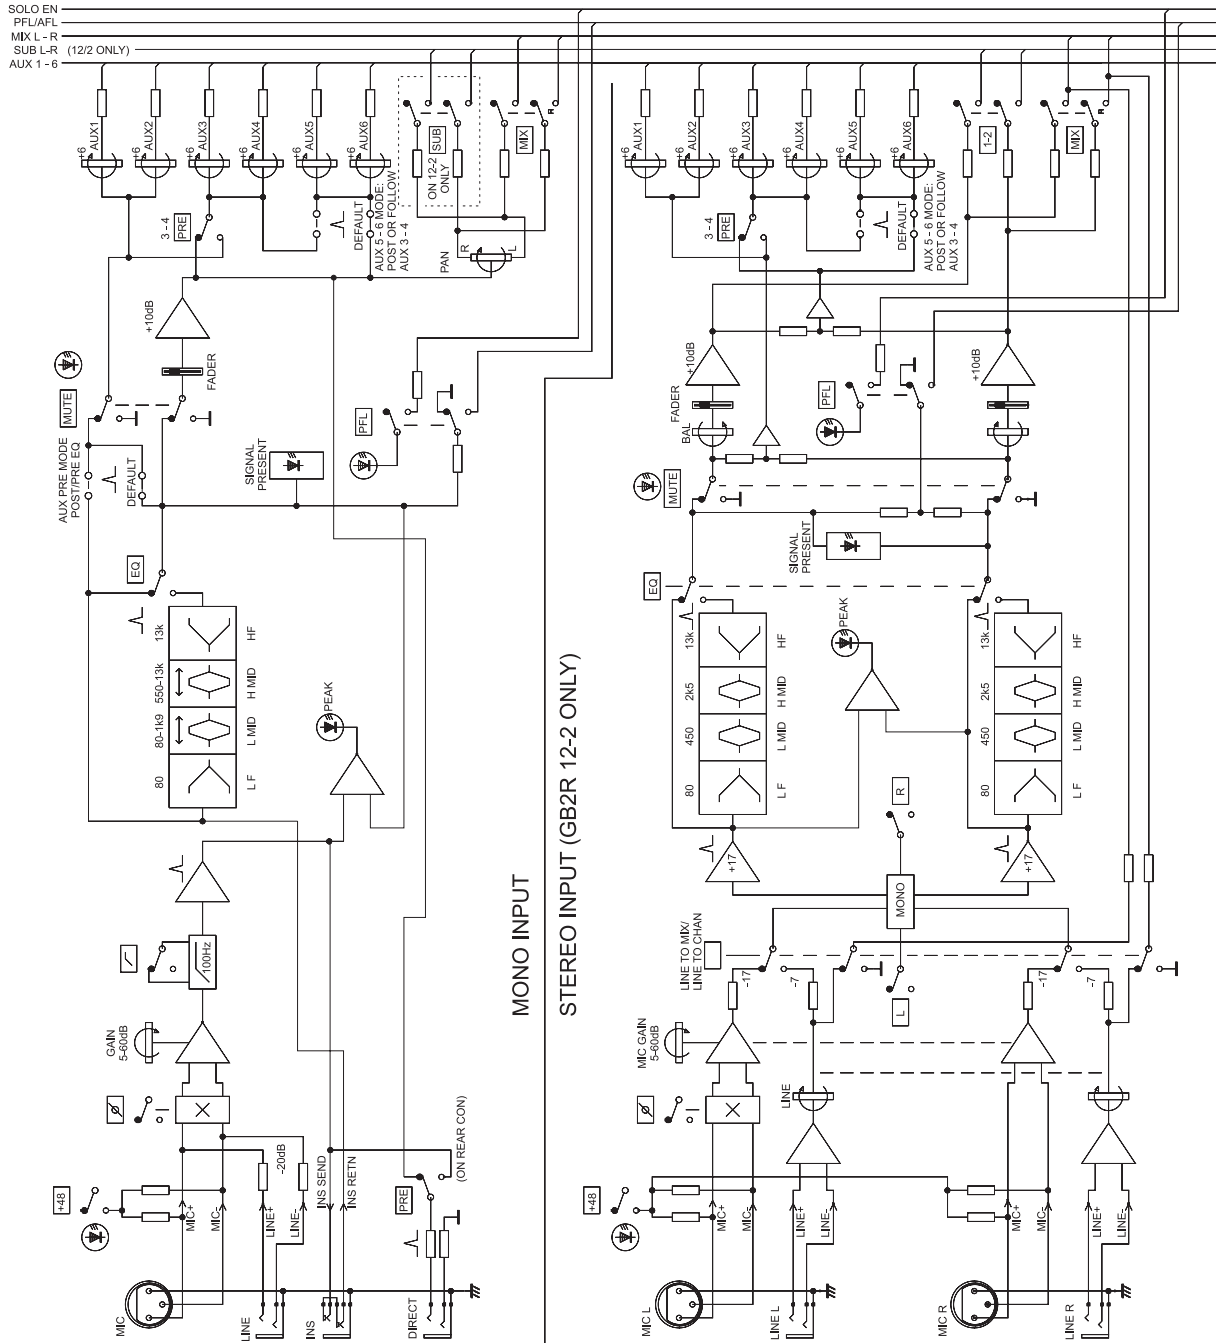 SOLO EN
PFL/AFL
MIX L - R
SUB L-R (12/2 ONLY)
AUX 1 - 6
+6 AUX1
+6 AUX2
+6 AUX3
+6 AUX4
+6 AUX5
+6 AUX6
SUB
ON 12-2
ONLY
MIX
3 - 4
PRE
DEFAULT
AUX 5 - 6 MODE:
POST OR FOLLOW
AUX 3 - 4
PAN
R
L
+10dB
FADER
MUTE
AUX PRE MODE
POST/PRE EQ
DEFAULT
SIGNAL
PRESENT
PFL
EQ
13k
HF
550-13k
H MID
80-1k9
L MID
80
L F
PEAK
100Hz
GAIN
5-60dB
+48
MIC+
MIC-
-20dB
LINE+
LINE-
INS SEND
INS RETN
PRE
(ON REAR CON)
MIC
LINE
INS
DIRECT
MONO INPUT
STEREO INPUT (GB2R 12-2 ONLY)
+6 AUX1
+6 AUX2
+6 AUX3
+6 AUX4
+6 AUX5
+6 AUX6
1-2
MIX
3 - 4
PRE
DEFAULT
AUX 5 - 6 MODE:
POST OR FOLLOW
AUX 3 - 4
+10dB
+10dB
FADER
BAL
PFL
MUTE
SIGNAL
PRESENT
EQ
13k
HF
2k5
H MID
450
L MID
80
L F
PEAK
13k
HF
2k5
H MID
450
L MID
80
L F
R
+17
+17
MONO
LINE TO MIX/
LINE TO CHAN
-17
-7
L
-17
-7
MIC GAIN
5-60dB
LINE
+48
MIC+
MIC-
LINE+
LINE-
MIC+
MIC-
LINE+
LINE-
MIC L
LINE L
MIC R
LINE R